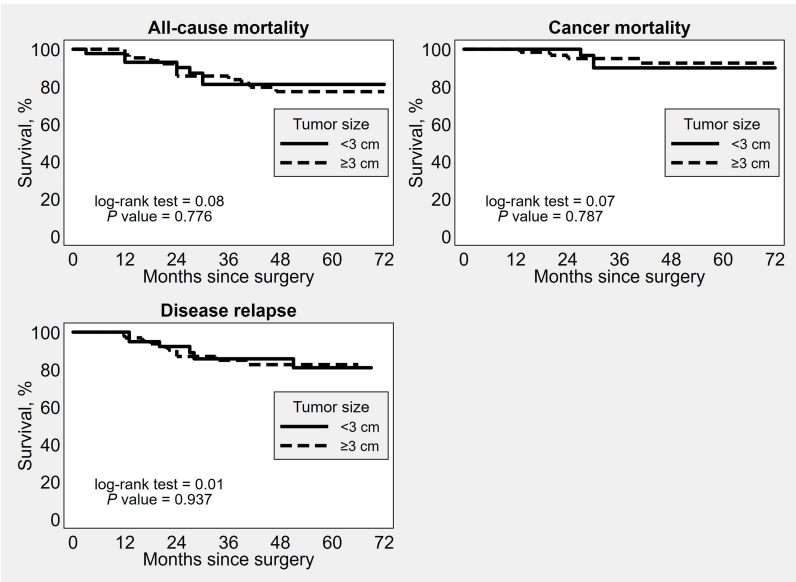 All-cause mortality
100
80
60
40
20
0
Survival, %
Tumor size
<3 cm
≥3 cm
log-rank test = 0.08
P value = 0.776
0 12 24 36 48 60 72
Months since surgery
Cancer mortality
100
80
60
40
20
0
Survival, %
Tumor size
<3 cm
≥3 cm
log-rank test = 0.07
P value = 0.787
0 12 24 36 48 60 72
Months since surgery
Disease relapse
100
80
60
40
20
0
Survival, %
Tumor size
<3 cm
≥3 cm
log-rank test = 0.01
P value = 0.937
0 12 24 36 48 60 72
Months since surgery